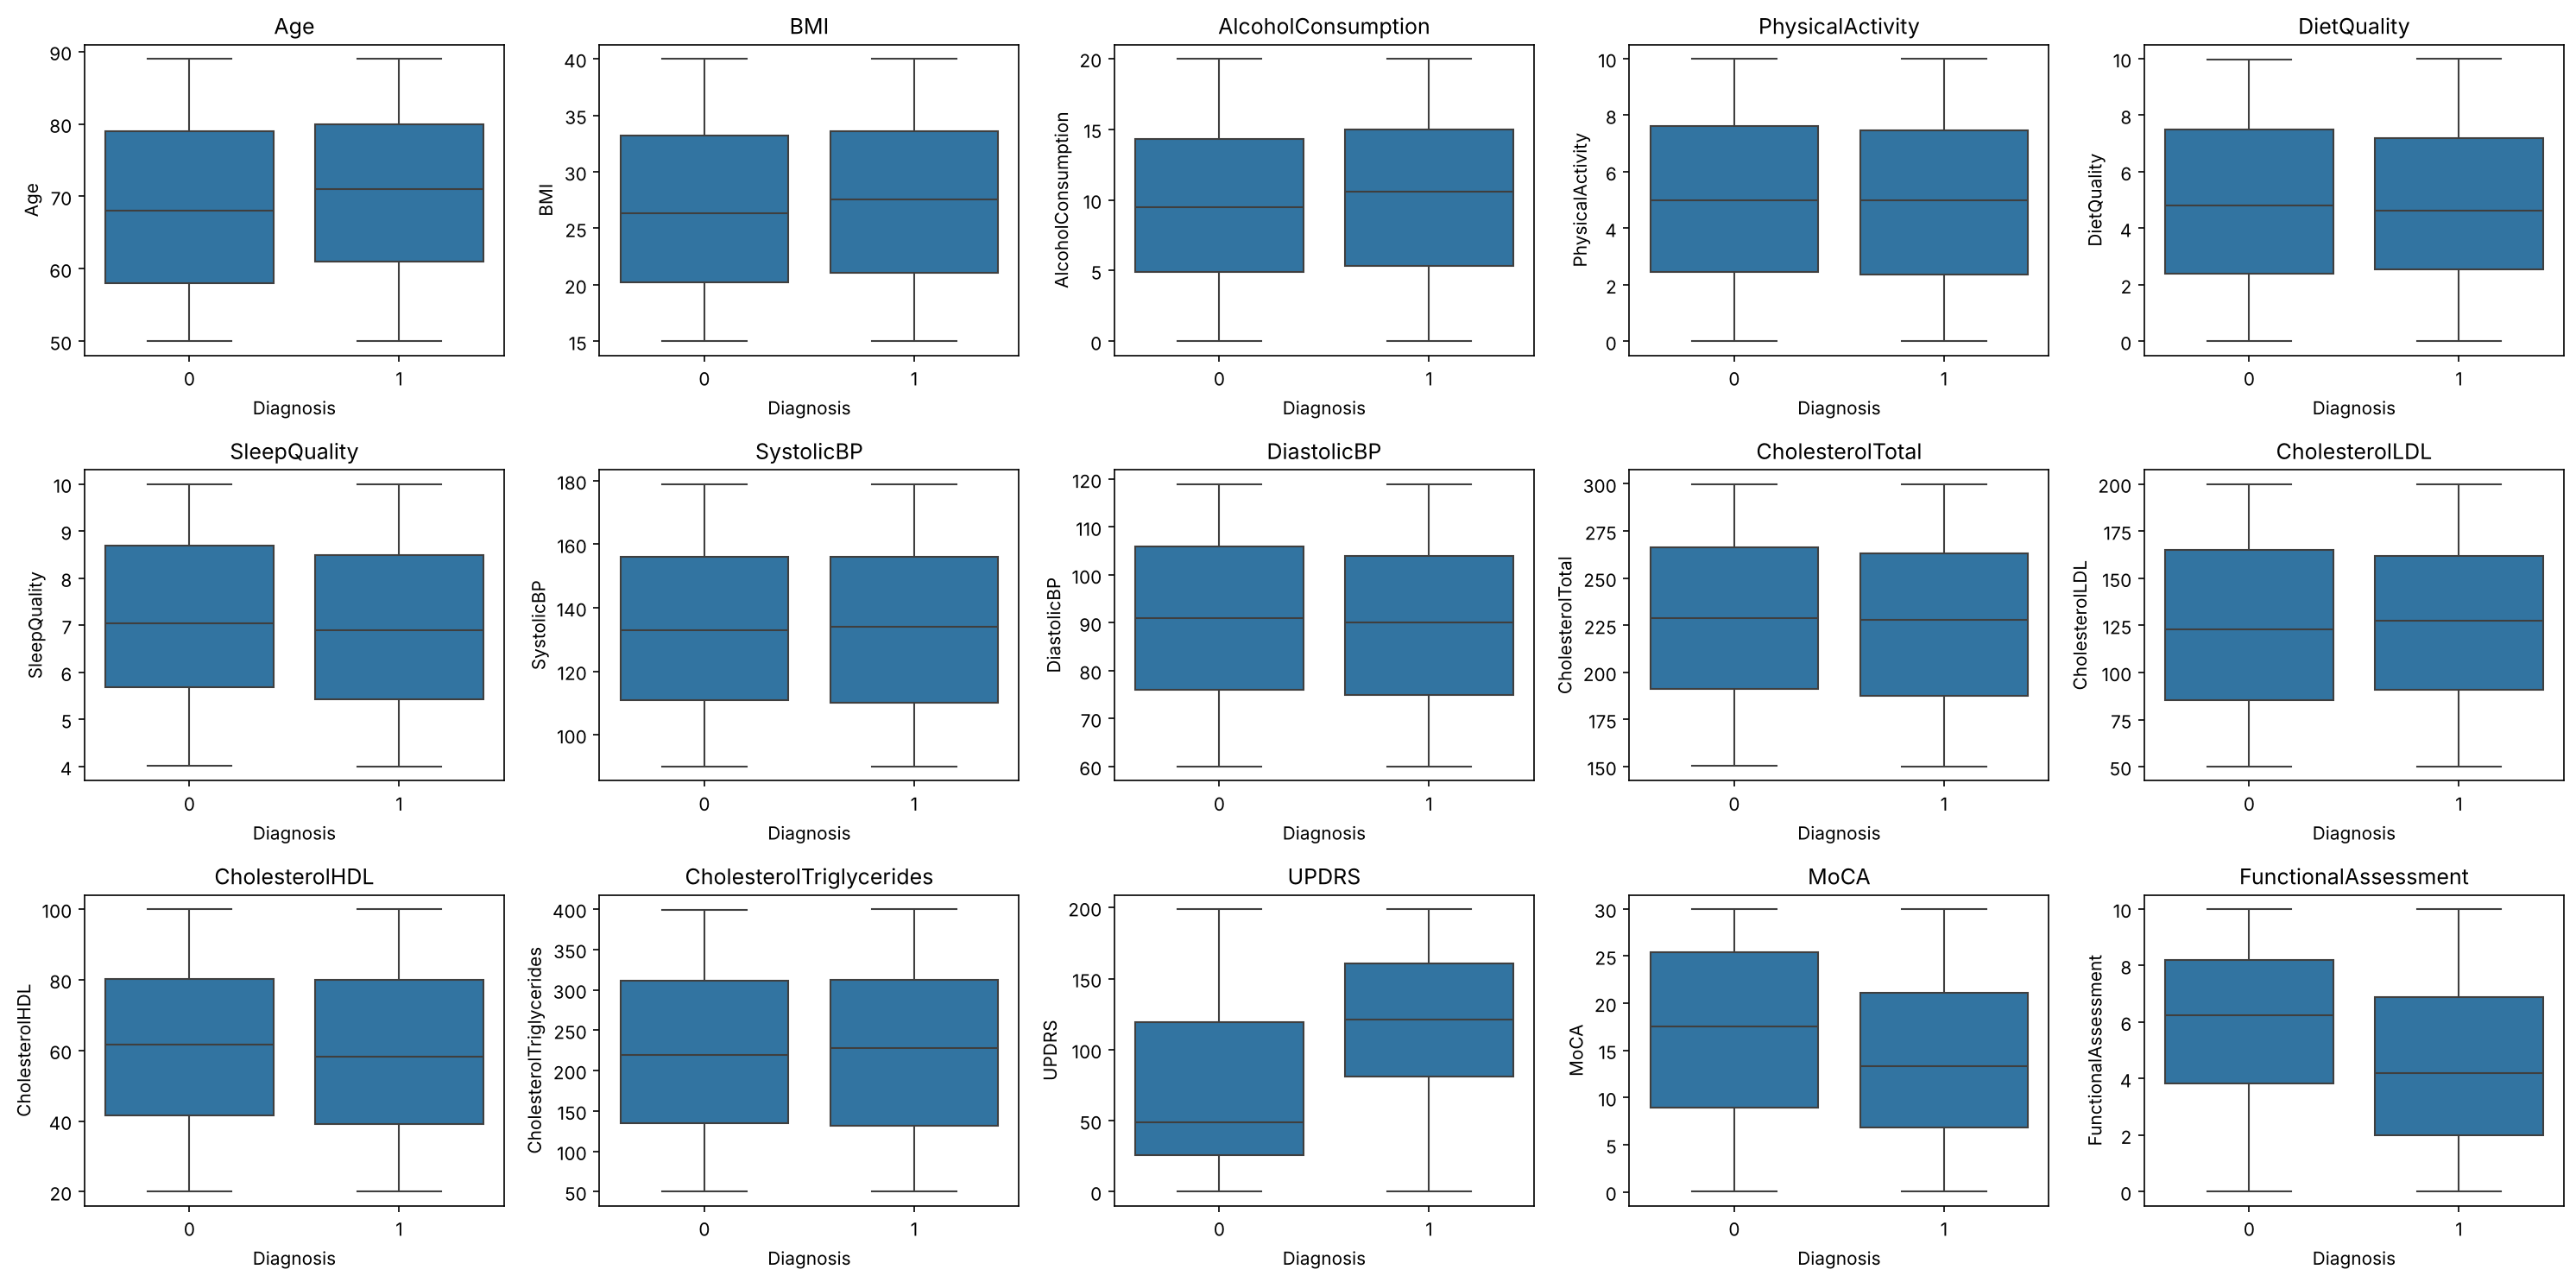 Age
BMI
AlcoholConsumption
PhysicalActivity
DietQuality
Age
90
80
70
60
50
0 1
Diagnosis
BMI
40
35
30
25
20
15
0 1
Diagnosis
AlcoholConsumption
20
15
10
5
0
0 1
Diagnosis
PhysicalActivity
10
8
6
4
2
0
0 1
Diagnosis
DietQuality
10
8
6
4
2
0
0 1
Diagnosis
SleepQuality
SystolicBP
DiastolicBP
CholesterolTotal
CholesterolLDL
SleepQuality
10
9
8
7
6
5
4
0 1
Diagnosis
SystolicBP
180
160
140
120
100
0 1
Diagnosis
DiastolicBP
120
110
100
90
80
70
60
0 1
Diagnosis
CholesterolTotal
300
275
250
225
200
175
150
0 1
Diagnosis
CholesterolLDL
200
175
150
125
100
75
50
0 1
Diagnosis
CholesterolHDL
CholesterolTriglycerides
UPDRS
MoCA
FunctionalAssessment
CholesterolHDL
100
80
60
40
20
0 1
Diagnosis
CholesterolTriglycerides
400
350
300
250
200
150
100
50
0 1
Diagnosis
UPDRS
200
150
100
50
0
0 1
Diagnosis
MoCA
30
25
20
15
10
5
0
0 1
Diagnosis
FunctionalAssessment
10
8
6
4
2
0
0 1
Diagnosis